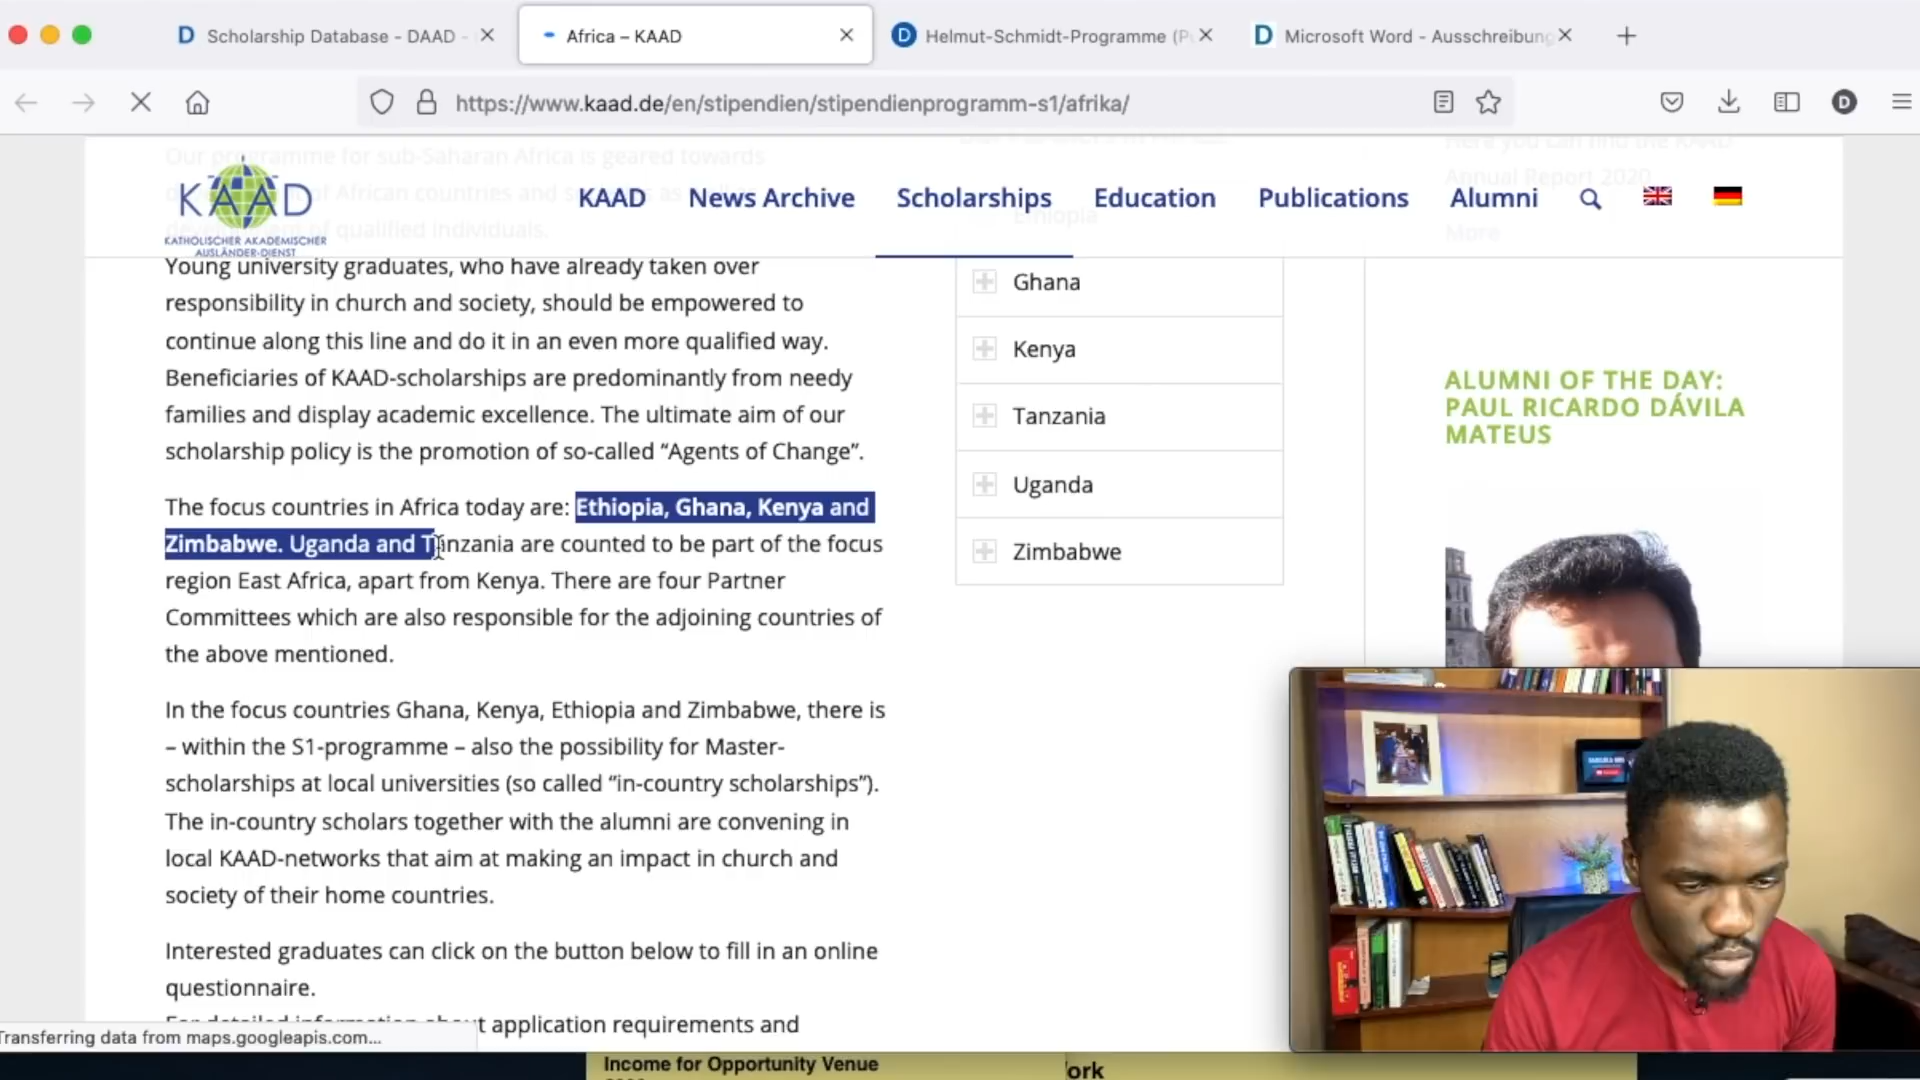 Scholarship Database - DAAD -
Africa – KAAD
Helmut-Schmidt-Programme (P
Microsoft Word - Ausschreibung
https://www.kaad.de/en/stipendien/stipendienprogramm-s1/afrika/
D
Our programme for sub-Saharan Africa is geared towards
of African countries and
of qualified individuals.
KAAD
KATHOLISCHER AKADEMISCHER
AUSLÄNDER-DIENST
KAAD
News Archive
Scholarships
Education
Publications
Alumni
Young university graduates, who have already taken over
responsibility in church and society, should be empowered to
continue along this line and do it in an even more qualified way.
Beneficiaries of KAAD-scholarships are predominantly from needy
families and display academic excellence. The ultimate aim of our
scholarship policy is the promotion of so-called “Agents of Change”.
The focus countries in Africa today are: Ethiopia, Ghana, Kenya and
Zimbabwe. Uganda and Tanzania are counted to be part of the focus
region East Africa, apart from Kenya. There are four Partner
Committees which are also responsible for the adjoining countries of
the above mentioned.
In the focus countries Ghana, Kenya, Ethiopia and Zimbabwe, there is
– within the S1-programme – also the possibility for Master-
scholarships at local universities (so called “in-country scholarships”).
The in-country scholars together with the alumni are convening in
local KAAD-networks that aim at making an impact in church and
society of their home countries.
Interested graduates can click on the button below to fill in an online
questionnaire.
For detailed information about application requirements and
Ethiopia
Ghana
Kenya
Tanzania
Uganda
Zimbabwe
Here you can find the KAAD
Annual Report 2020
More
ALUMNI OF THE DAY:
PAUL RICARDO DÁVILA
MATEUS
Transferring data from maps.googleapis.com...
Income for Opportunity Venue
ork